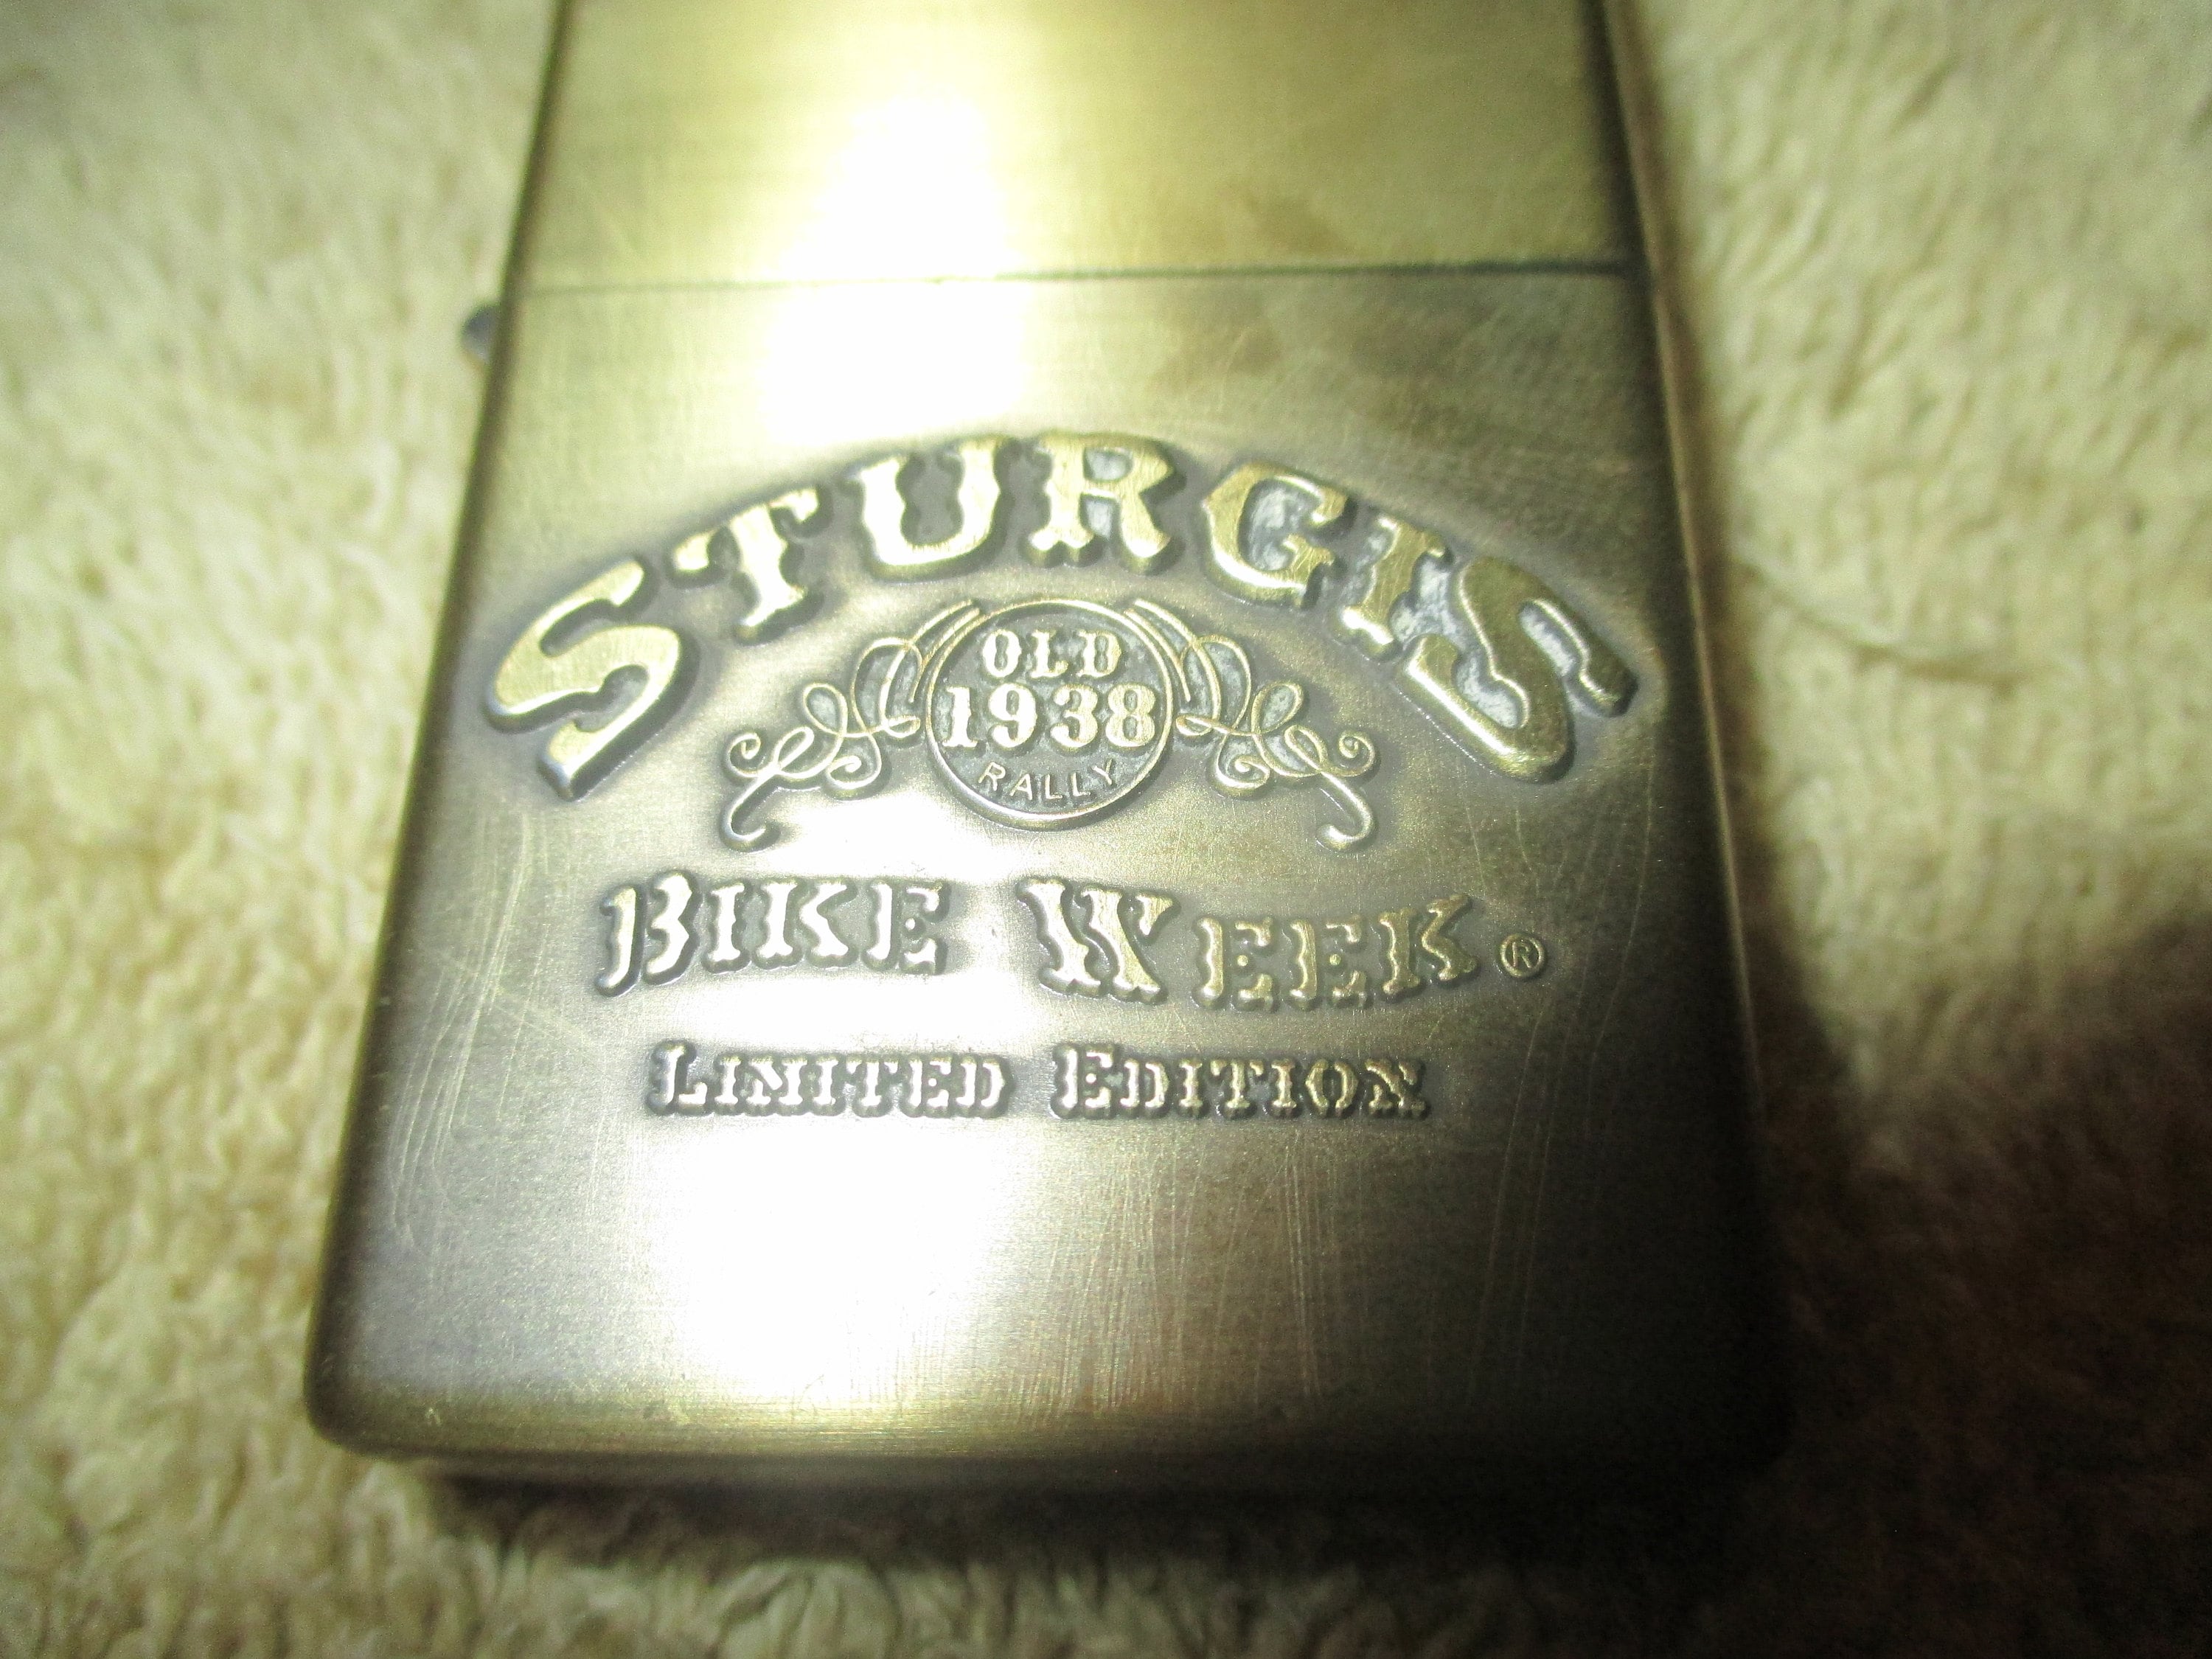 STURGIS
OLD
1938
RALLY
BIKE WEEK®
LIMITED EDITION